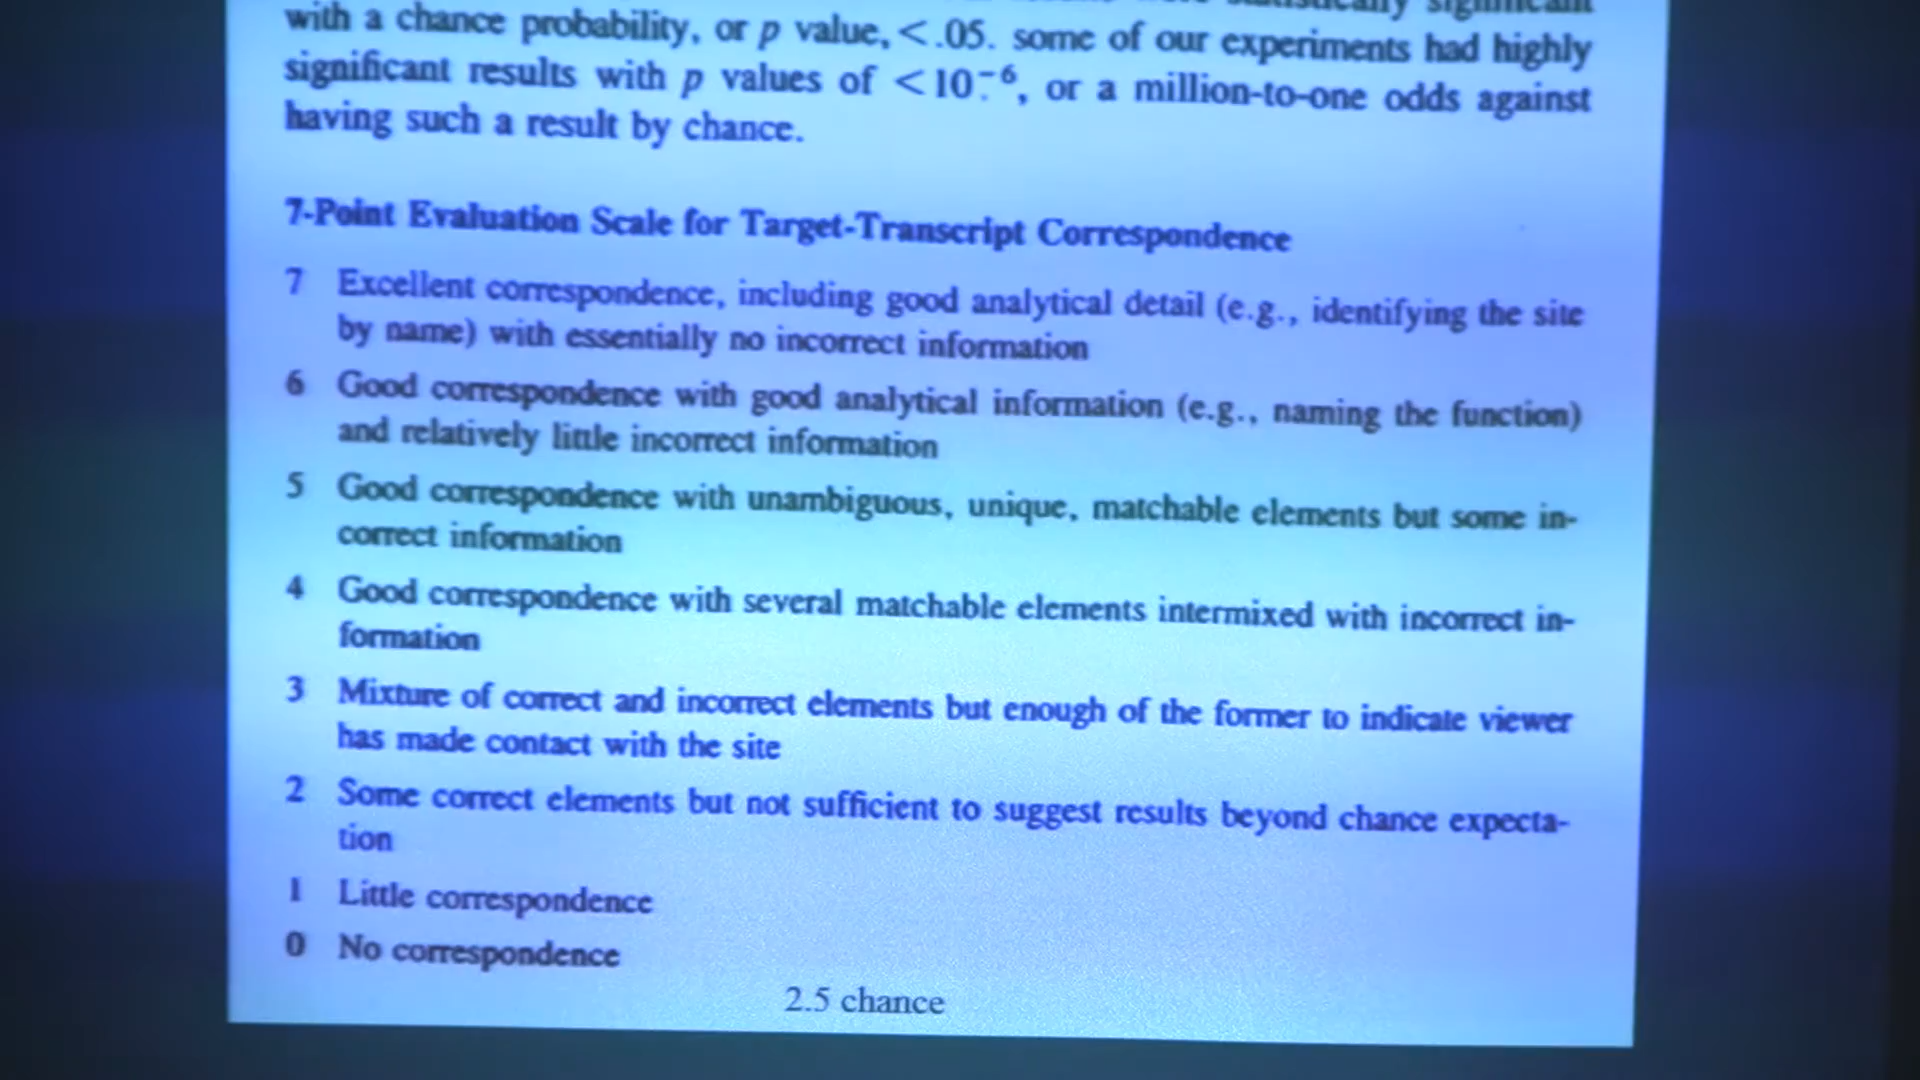 statistically significant
with a chance probability, or p value, <.05. some of our experiments had highly
significant results with p values of <10.⁻⁶, or a million-to-one odds against
having such a result by chance.
7-Point Evaluation Scale for Target-Transcript Correspondence
7 Excellent correspondence, including good analytical detail (e.g., identifying the site
by name) with essentially no incorrect information
6 Good correspondence with good analytical information (e.g., naming the function)
and relatively little incorrect information
5 Good correspondence with unambiguous, unique, matchable elements but some in-
correct information
4 Good correspondence with several matchable elements intermixed with incorrect in-
formation
3 Mixture of correct and incorrect elements but enough of the former to indicate viewer
has made contact with the site
2 Some correct elements but not sufficient to suggest results beyond chance expecta-
tion
1 Little correspondence
0 No correspondence
2.5 chance